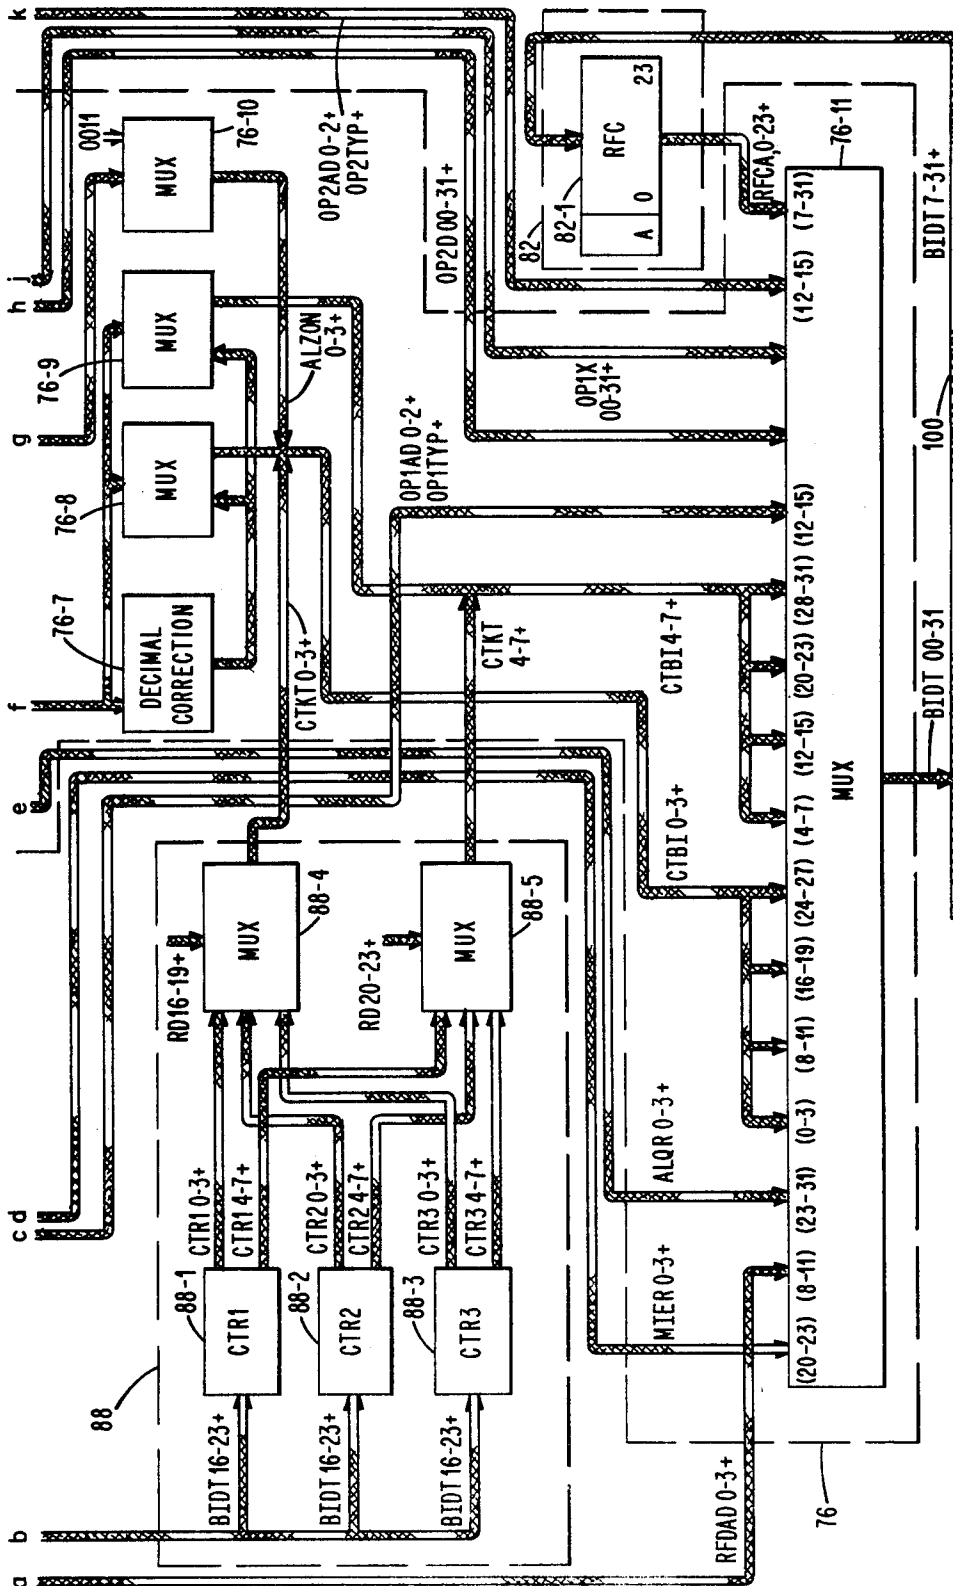 a
b
c d
e
f
g
h
j
k
88
88-1
CTR1
88-2
CTR2
88-3
CTR3
BIDT16-23+
BIDT16-23+
BIDT16-23+
CTR1 0-3+
CTR1 4-7+
CTR2 0-3+
CTR2 4-7+
CTR3 0-3+
CTR3 4-7+
RD16-19+
MUX
88-4
RD20-23+
MUX
88-5
76-7
DECIMAL
CORRECTION
76-8
MUX
76-9
MUX
0011
MUX
76-10
CTKT 0-3+
ALZON
0-3+
CTKT
4-7+
OP1AD 0-2+
OP1TYP+
OP2AD 0-2+
OP2TYP+
OP2D 00-31+
OP1X
00-31+
82
82-1
RFC
A
0
23
RFCA,0-23+
76-11
MIER 0-3+
ALQR 0-3+
CTBI 0-3+
CTBI 4-7+
(20-23)
(8-11)
(23-31)
(0-3)
(8-11)
(16-19)
(24-27)
(4-7)
(12-15)
(20-23)
(28-31)
(12-15)
(12-15)
(7-31)
MUX
RFDAD 0-3+
76
BIDT 00-31
100
BIDT 7-31+